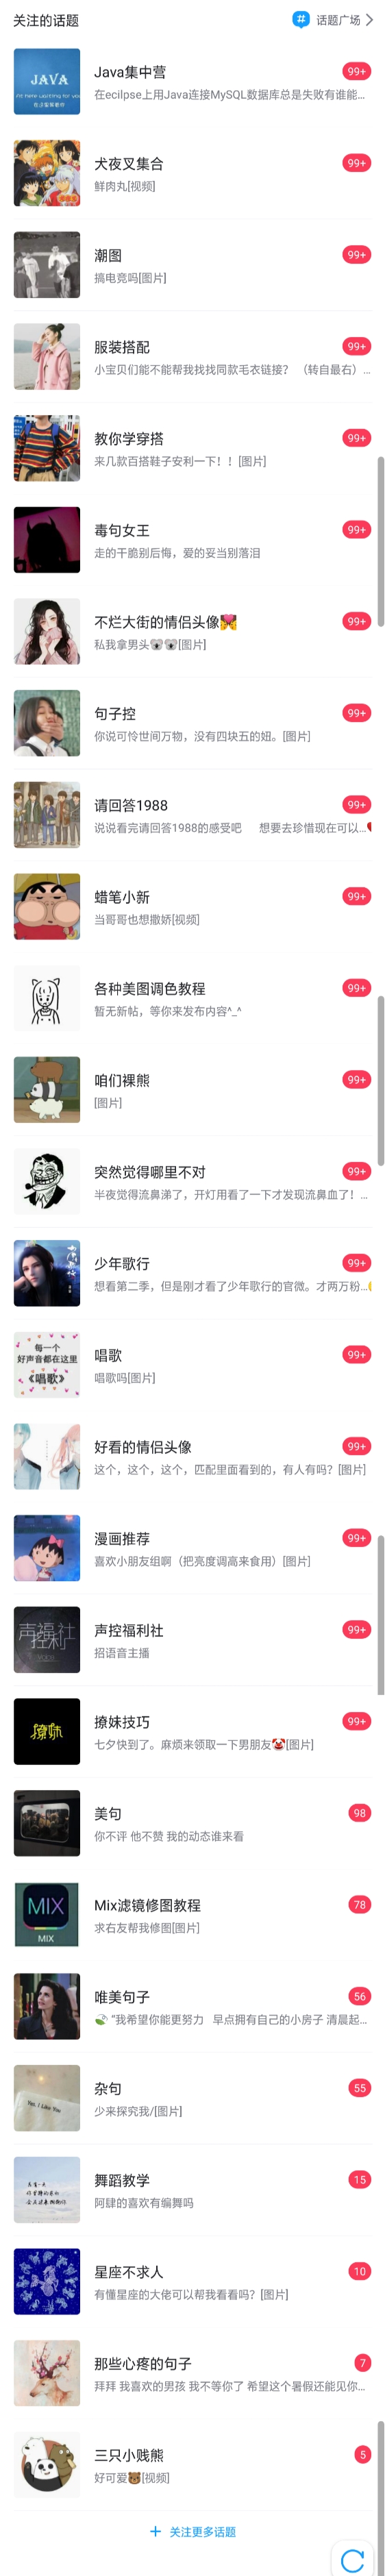 关注的话题
话题广场
JAVA
在这里等着你
Java集中营
99+
在ecilpse上用Java连接MySQL数据库总是失败有谁能...
犬夜叉集合
99+
鲜肉丸[视频]
潮图
99+
搞电竞吗[图片]
服装搭配
99+
小宝贝们能不能帮我找找同款毛衣链接？ （转自最右）...
教你学穿搭
99+
来几款百搭鞋子安利一下！！[图片]
毒句女王
99+
走的干脆别后悔，爱的妥当别落泪
不烂大街的情侣头像
99+
私我拿男头🐨🐨[图片]
句子控
99+
你说可怜世间万物，没有四块五的妞。[图片]
请回答1988
99+
说说看完请回答1988的感受吧 想要去珍惜现在可以...
蜡笔小新
99+
当哥哥也想撒娇[视频]
各种美图调色教程
99+
暂无新帖，等你来发布内容^_^
咱们裸熊
99+
[图片]
突然觉得哪里不对
99+
半夜觉得流鼻涕了，开灯用看了一下才发现流鼻血了！...
少年歌行
99+
想看第二季，但是刚才看了少年歌行的官微。才两万粉...
每一个
好声音都在这里
《唱歌》
唱歌
99+
唱歌吗[图片]
好看的情侣头像
99+
这个，这个，这个，匹配里面看到的，有人有吗？[图片]
漫画推荐
99+
喜欢小朋友组啊（把亮度调高来食用）[图片]
声控福利社
声控福利社
99+
招语音主播
撩妹
撩妹技巧
99+
七夕快到了。麻烦来领取一下男朋友🤡[图片]
美句
98
你不评 他不赞 我的动态谁来看
MIX
MIX
Mix滤镜修图教程
78
求右友帮我修图[图片]
唯美句子
56
🍃 “我希望你能更努力 早点拥有自己的小房子 清晨起...
Yes, I Like You
杂句
55
少来探究我/[图片]
舞蹈教学
15
阿肆的喜欢有编舞吗
星座不求人
10
有懂星座的大佬可以帮我看看吗？[图片]
那些心疼的句子
7
拜拜 我喜欢的男孩 我不等你了 希望这个暑假还能见你...
三只小贱熊
5
好可爱🐻[视频]
+ 关注更多话题